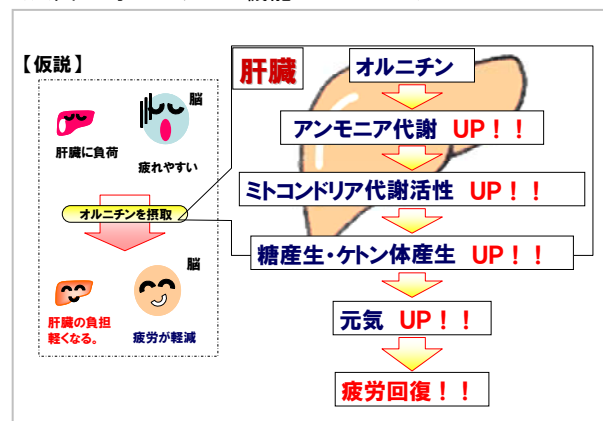 【仮説】
脳
肝臓に負荷
疲れやすい
オルニチンを摂取
脳
肝臓の負担
軽くなる。
疲労が軽減
肝臓
オルニチン
アンモニア代謝 UP！！
ミトコンドリア代謝活性 UP！！
糖産生・ケトン体産生 UP！！
元気 UP！！
疲労回復！！